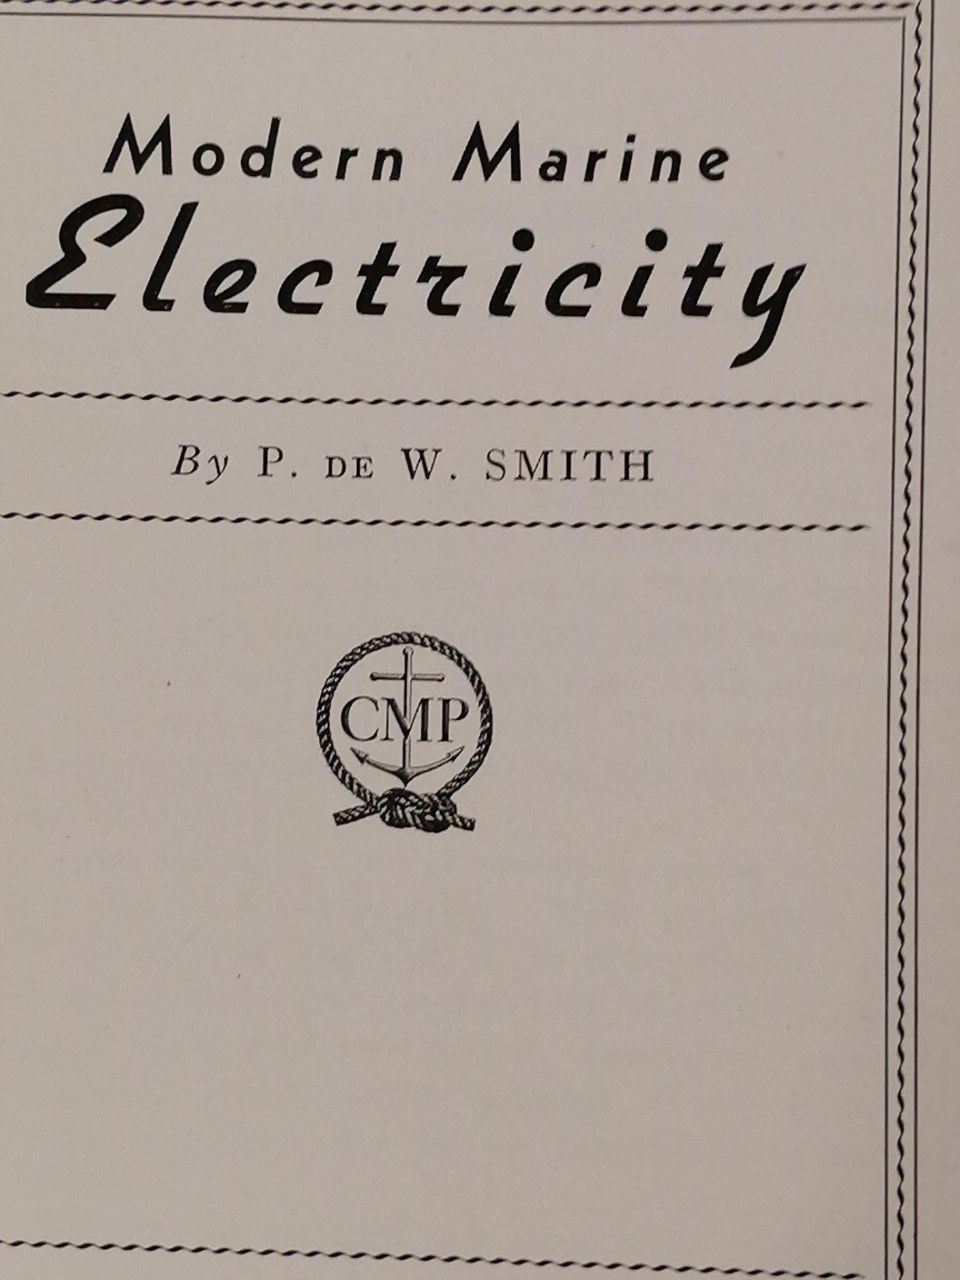 Modern Marine
Electricity
By P. DE W. SMITH
CMP